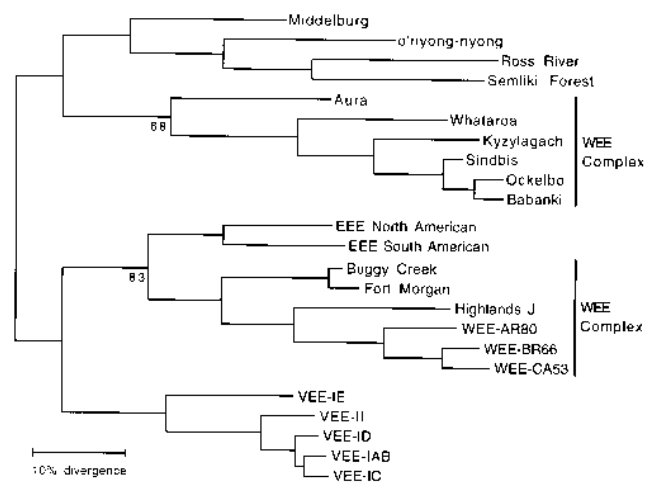 Middelburg
o'nyong-nyong
Ross River
Semliki Forest
Aura
68
Whataroa
Kyzylagach
WEE
Complex
Sindbis
Ockelbo
Babanki
EEE North American
EEE South American
83
Buggy Creek
Fort Morgan
Highlands J
WEE
Complex
WEE-AR80
WEE-BR66
WEE-CA53
VEE-IE
VEE-II
VEE-ID
VEE-IAB
VEE-IC
10% divergence